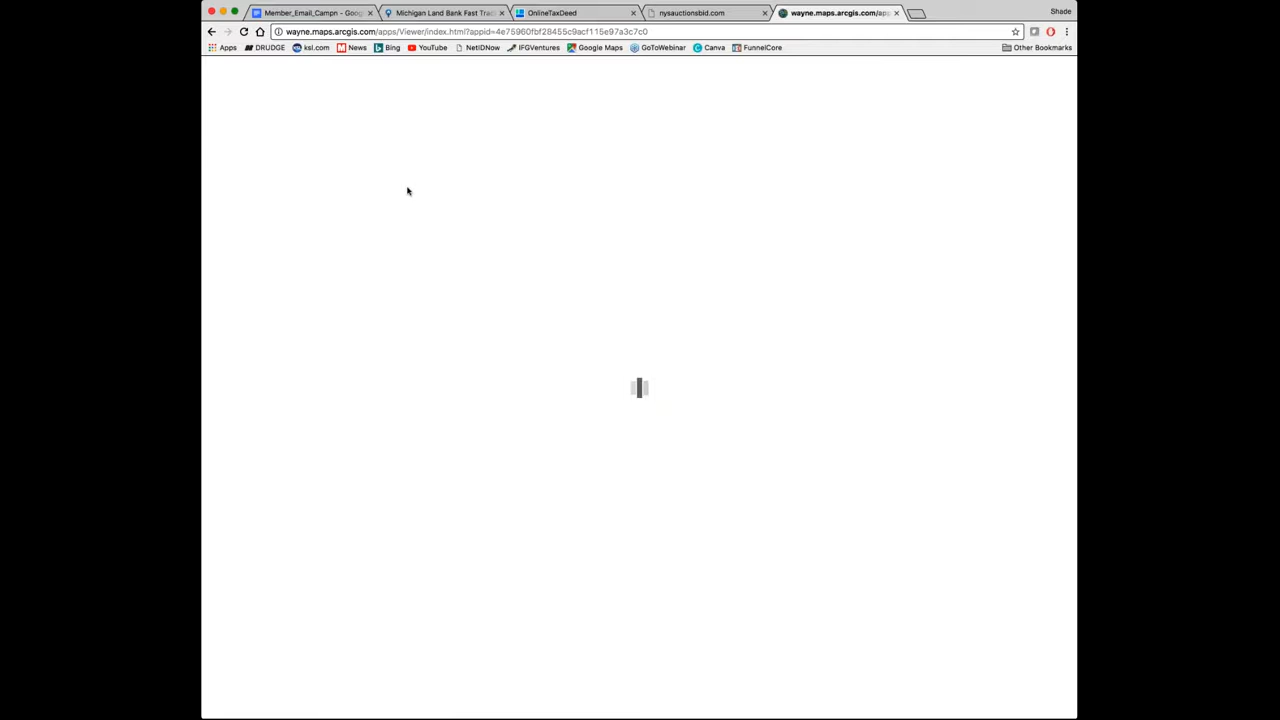 Member_Email_Campn - Goog
Michigan Land Bank Fast Trac
OnlineTaxDeed
nysauctionsbid.com
wayne.maps.arcgis.com/app
Shade
wayne.maps.arcgis.com/apps/Viewer/index.html?appid=4e75960fbf28455c9acf115e97a3c7c0
Apps DRUDGE ksl.com News Bing YouTube NetIDNow IFGVentures Google Maps GoToWebinar Canva FunnelCore Other Bookmarks